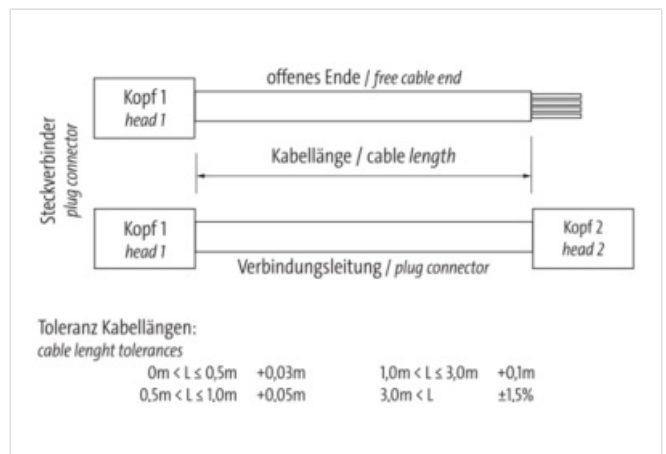 offenes Ende / free cable end
Kopf 1
head 1
Steckverbinder
plug connector
Kabellänge / cable length
Kopf 1
head 1
Kopf 2
head 2
Verbindungsleitung / plug connector
Toleranz Kabellängen:
cable lenght tolerances
0m < L ≤ 0,5m +0,03m 1,0m < L ≤ 3,0m +0,1m
0,5m < L ≤ 1,0m +0,05m 3,0m < L ±1,5%